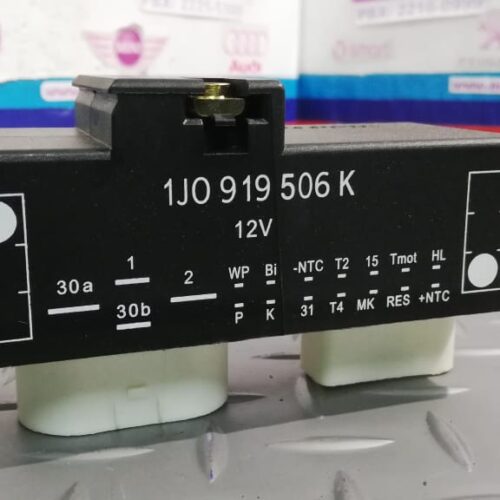 1J0 919 506 K
12V
30a 1 2 WP Bi -NTC T2 15 Tmot HL
30b P K 31 T4 MK RES +NTC
Audi